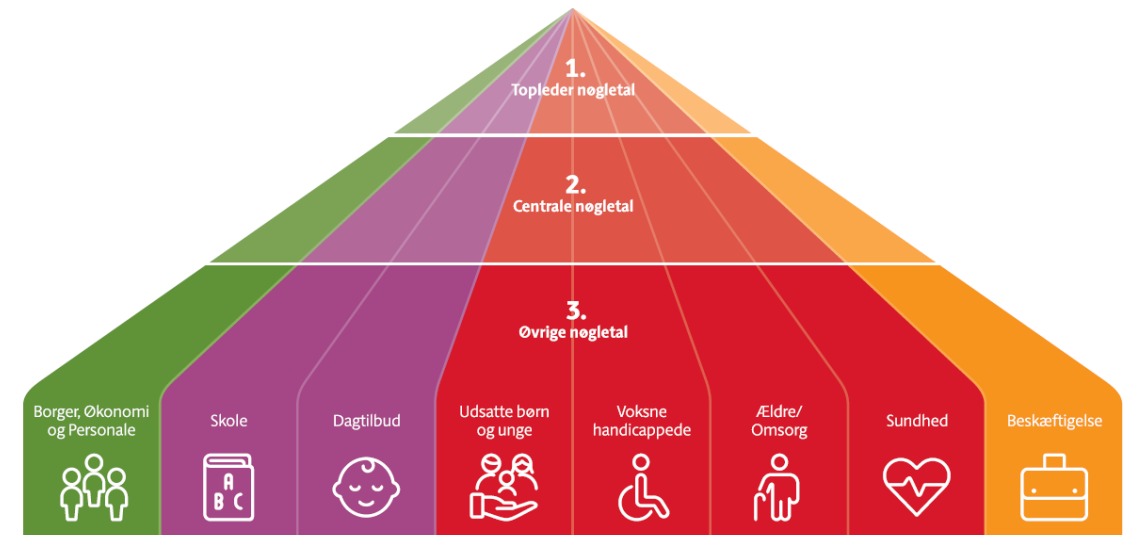 1.
Topleder nøgletal
2.
Centrale nøgletal
3.
Øvrige nøgletal
Borger, Økonomi
og Personale
Skole
Dagtilbud
Udsatte børn
og unge
Voksne
handicappede
Ældre/
Omsorg
Sundhed
Beskæftigelse
A
B C